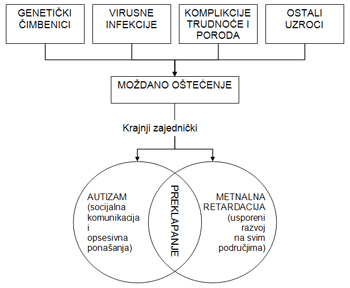 GENETIČKI
ČIMBENICI
VIRUSNE
INFEKCIJE
KOMPLIKCIJE
TRUDNOĆE I
PORODA
OSTALI
UZROCI
MOŽDANO OŠTEĆENJE
Krajnji zajednički
AUTIZAM
(socijalna
komunikacija
i
opsesivna
ponašanja)
PREKLAPANJE
METNALNA
RETARDACIJA
(usporeni
razvoj
na svim
područjima)